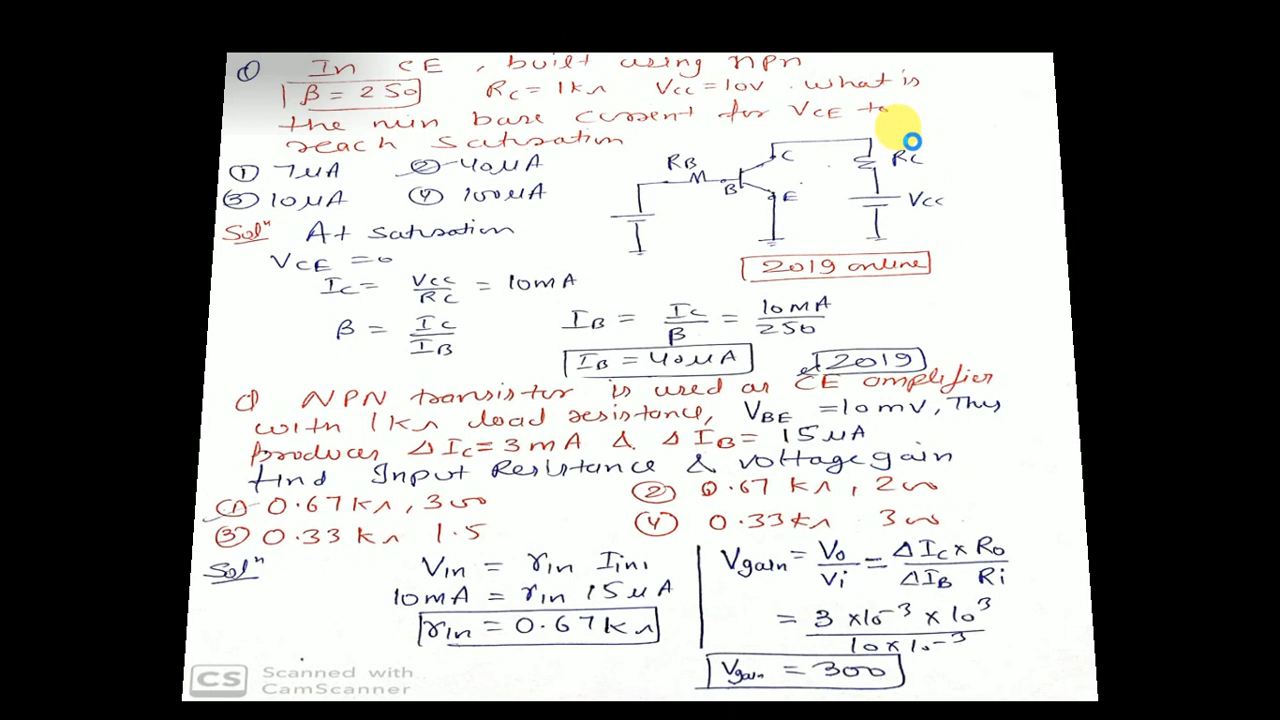 ① In CE, built using npn
β = 250 Rc = 1kΩ Vcc = 10V. What is
the min base current for VCE to
reach saturation
① 7μA ② 40μA
③ 10μA ④ 100μA
RB B C E Rc Vcc
Solⁿ At saturation
VCE = 0
2019 online
Ic = Vcc/Rc = 10mA
β = Ic/IB IB = Ic/β = 10mA/250
IB = 40μA
2019
NPN transistor is used as CE amplifier
with 1kΩ load resistance, VBE = 10mv, This
produces ΔIc = 3mA & ΔIB = 15μA
find Input Resistance & voltage gain
① 0.67kΩ, 300 ② 0.67 kΩ, 200
③ 0.33kΩ 1.5 ④ 0.33kΩ 300
Solⁿ Vin = rin Iin,
10mA = rin 15μA
rin = 0.67kΩ
Vgain = Vo/Vi = ΔIc × Ro/ΔIB Ri
= 3 × 10⁻³ × 10³/10 × 10⁻³
Vgain = 300
CS Scanned with
CamScanner